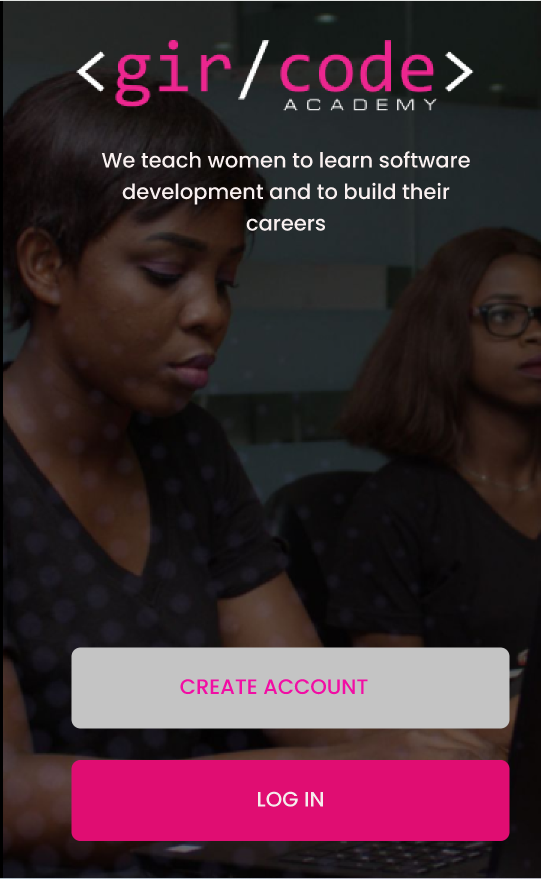 <gir/code>
ACADEMY
We teach women to learn software
development and to build their
careers
CREATE ACCOUNT
LOG IN